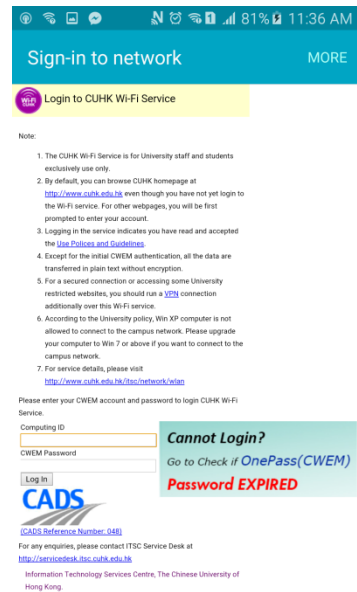 81% 11:36 AM
Sign-in to network MORE
Wi-Fi CUHK Login to CUHK Wi-Fi Service
Note:
1. The CUHK Wi-Fi Service is for University staff and students
exclusively use only.
2. By default, you can browse CUHK homepage at
http://www.cuhk.edu.hk even though you have not yet login to
the Wi-Fi service. For other webpages, you will be first
prompted to enter your account.
3. Logging in the service indicates you have read and accepted
the Use Polices and Guidelines.
4. Except for the initial CWEM authentication, all the data are
transferred in plain text without encryption.
5. For a secured connection or accessing some University
restricted websites, you should run a VPN connection
additionally over this Wi-Fi service.
6. According to the University policy, Win XP computer is not
allowed to connect to the campus network. Please upgrade
your computer to Win 7 or above if you want to connect to the
campus network.
7. For service details, please visit
http://www.cuhk.edu.hk/itsc/network/wlan
Please enter your CWEM account and password to login CUHK Wi-Fi
Service.
Computing ID
CWEM Password
Log In
Cannot Login?
Go to Check if OnePass(CWEM)
Password EXPIRED
CADS
(CADS Reference Number: 048)
For any enquiries, please contact ITSC Service Desk at
http://servicedesk.itsc.cuhk.edu.hk
Information Technology Services Centre, The Chinese University of
Hong Kong.